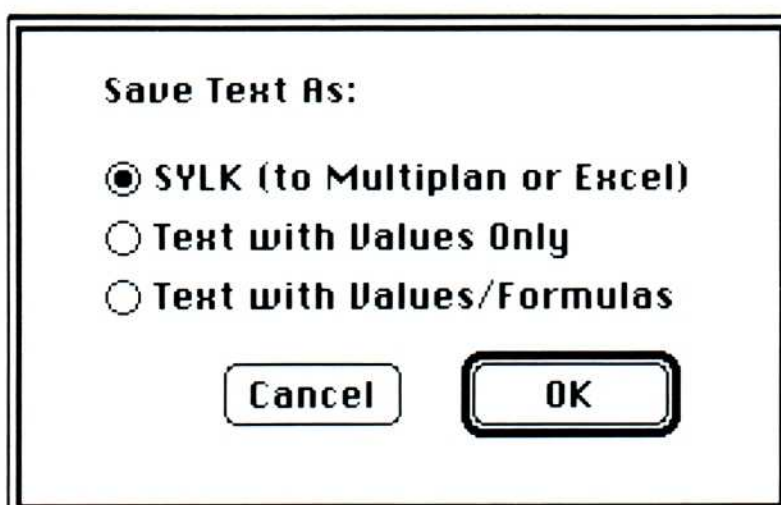 Save Text As:
SYLK (to Multiplan or Excel)
Text with Values Only
Text with Values/Formulas
Cancel
OK